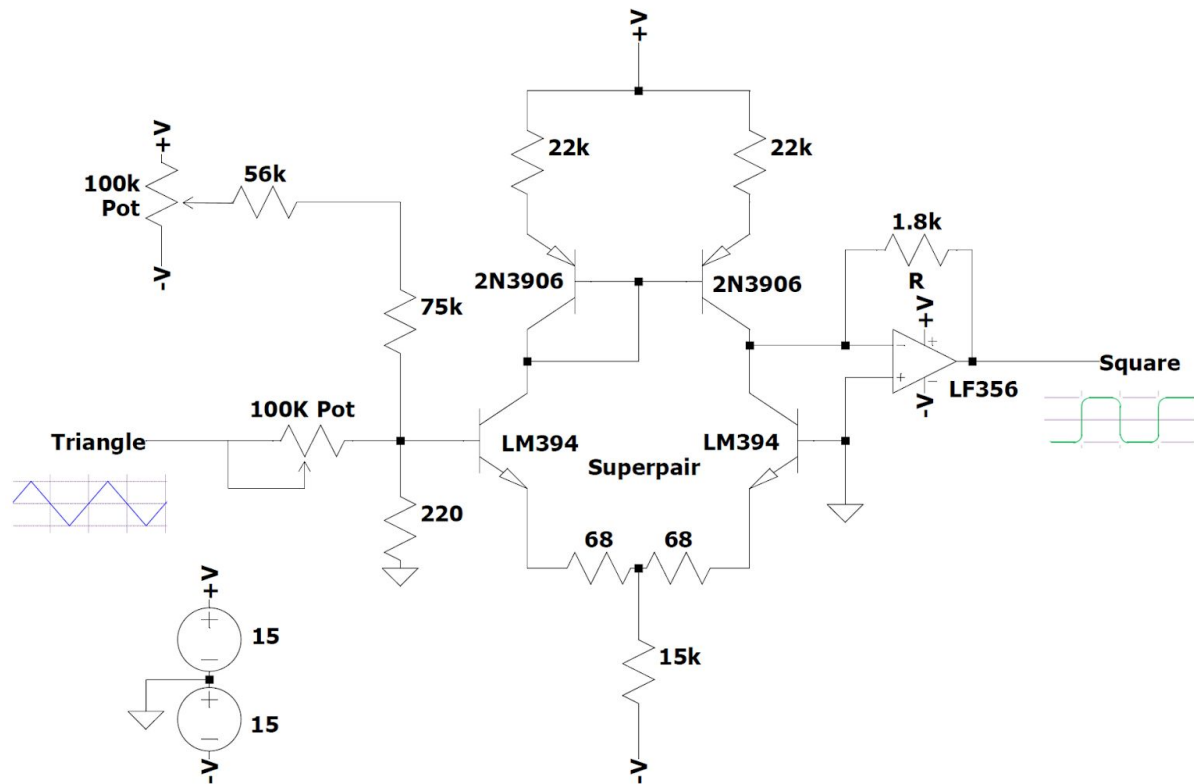 +V
22k
22k
+V
56k
100k
Pot
-V
1.8k
2N3906
2N3906
R
+V
75k
-
+
+
-
-V
LF356
Square
100K Pot
Triangle
LM394
LM394
Superpair
220
68
68
+V
+
15
-
+
15
-
-V
15k
-V